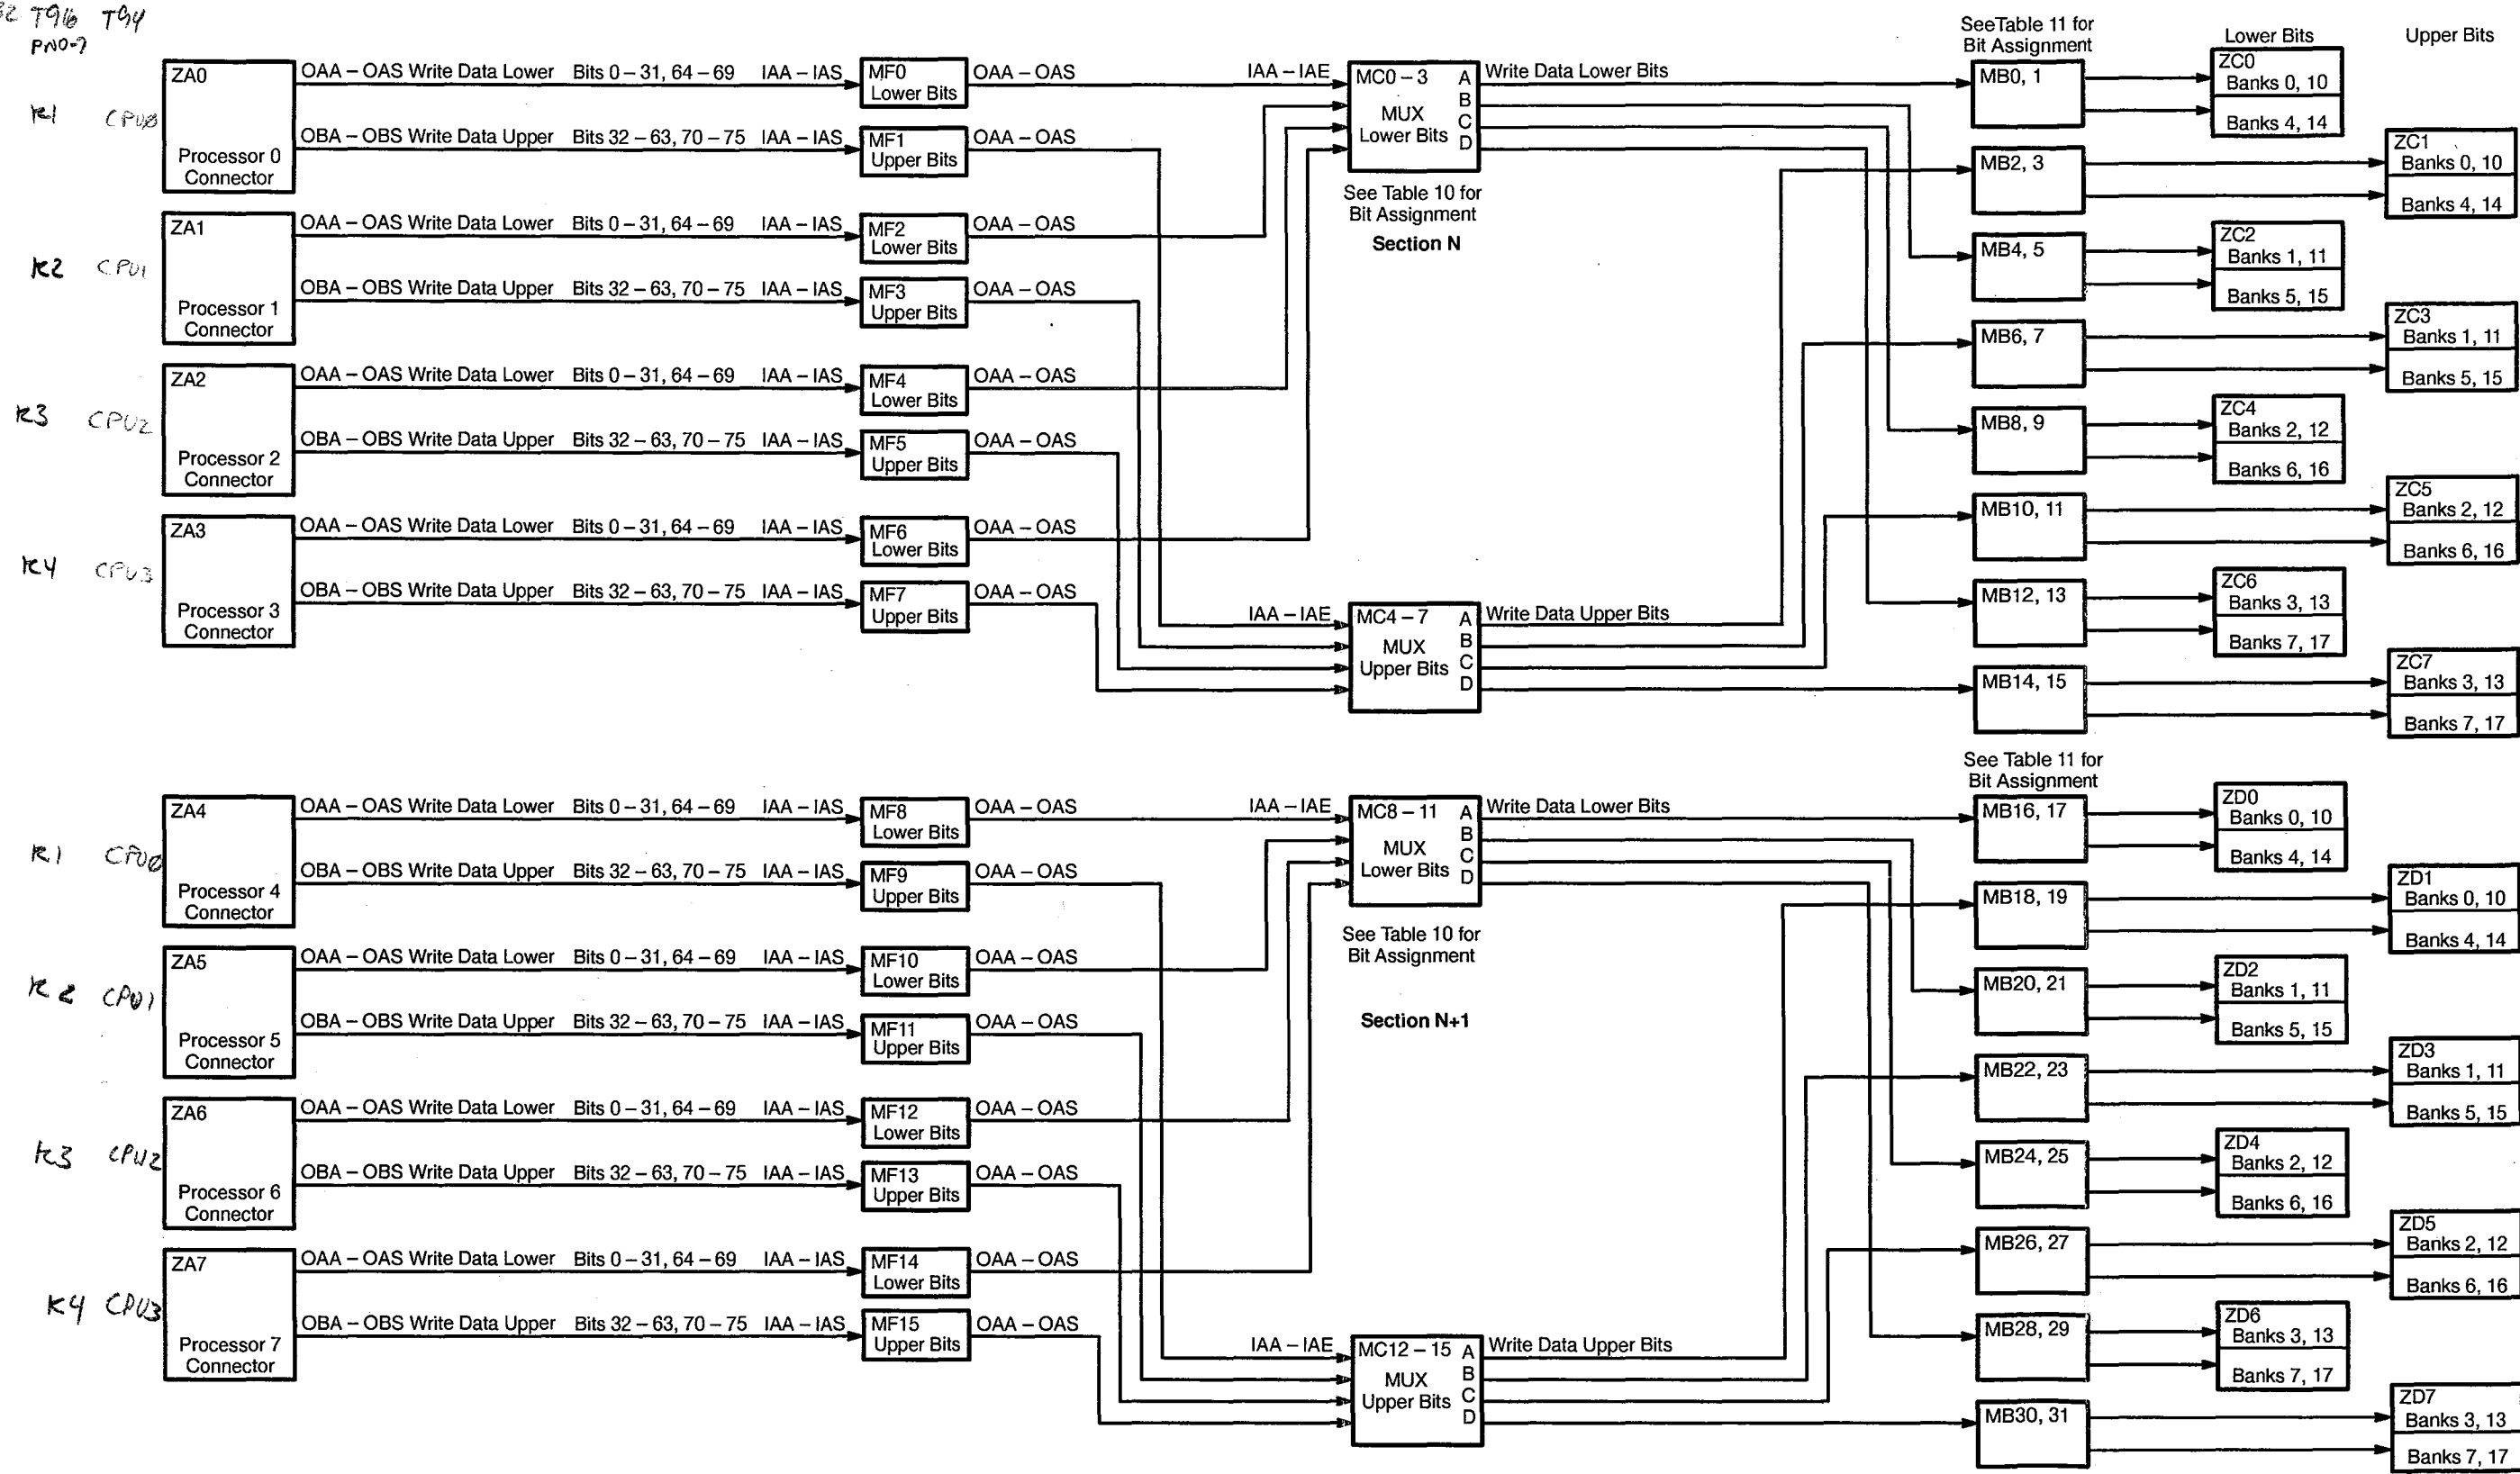 T96 T94
PN0-7
See Table 11 for
Bit Assignment
Lower Bits
Upper Bits
K1 CPU0
ZA0
Processor 0
Connector
OAA – OAS Write Data Lower Bits 0 – 31, 64 – 69 IAA – IAS
MF0
Lower Bits
OAA – OAS
OBA – OBS Write Data Upper Bits 32 – 63, 70 – 75 IAA – IAS
MF1
Upper Bits
OAA – OAS
K2 CPU1
ZA1
Processor 1
Connector
OAA – OAS Write Data Lower Bits 0 – 31, 64 – 69 IAA – IAS
MF2
Lower Bits
OAA – OAS
OBA – OBS Write Data Upper Bits 32 – 63, 70 – 75 IAA – IAS
MF3
Upper Bits
OAA – OAS
K3 CPU2
ZA2
Processor 2
Connector
OAA – OAS Write Data Lower Bits 0 – 31, 64 – 69 IAA – IAS
MF4
Lower Bits
OAA – OAS
OBA – OBS Write Data Upper Bits 32 – 63, 70 – 75 IAA – IAS
MF5
Upper Bits
OAA – OAS
K4 CPU3
ZA3
Processor 3
Connector
OAA – OAS Write Data Lower Bits 0 – 31, 64 – 69 IAA – IAS
MF6
Lower Bits
OAA – OAS
OBA – OBS Write Data Upper Bits 32 – 63, 70 – 75 IAA – IAS
MF7
Upper Bits
OAA – OAS
IAA – IAE
MC0 – 3 A
B
MUX C
Lower Bits D
Write Data Lower Bits
See Table 10 for
Bit Assignment
Section N
IAA – IAE
MC4 – 7 A
MUX B
Upper Bits C
D
Write Data Upper Bits
MB0, 1
ZC0
Banks 0, 10
Banks 4, 14
MB2, 3
ZC1
Banks 0, 10
Banks 4, 14
MB4, 5
ZC2
Banks 1, 11
Banks 5, 15
MB6, 7
ZC3
Banks 1, 11
Banks 5, 15
MB8, 9
ZC4
Banks 2, 12
Banks 6, 16
MB10, 11
ZC5
Banks 2, 12
Banks 6, 16
MB12, 13
ZC6
Banks 3, 13
Banks 7, 17
MB14, 15
ZC7
Banks 3, 13
Banks 7, 17
See Table 11 for
Bit Assignment
K1 CPU0
ZA4
Processor 4
Connector
OAA – OAS Write Data Lower Bits 0 – 31, 64 – 69 IAA – IAS
MF8
Lower Bits
OAA – OAS
OBA – OBS Write Data Upper Bits 32 – 63, 70 – 75 IAA – IAS
MF9
Upper Bits
OAA – OAS
K2 CPU1
ZA5
Processor 5
Connector
OAA – OAS Write Data Lower Bits 0 – 31, 64 – 69 IAA – IAS
MF10
Lower Bits
OAA – OAS
OBA – OBS Write Data Upper Bits 32 – 63, 70 – 75 IAA – IAS
MF11
Upper Bits
OAA – OAS
K3 CPU2
ZA6
Processor 6
Connector
OAA – OAS Write Data Lower Bits 0 – 31, 64 – 69 IAA – IAS
MF12
Lower Bits
OAA – OAS
OBA – OBS Write Data Upper Bits 32 – 63, 70 – 75 IAA – IAS
MF13
Upper Bits
OAA – OAS
K4 CPU3
ZA7
Processor 7
Connector
OAA – OAS Write Data Lower Bits 0 – 31, 64 – 69 IAA – IAS
MF14
Lower Bits
OAA – OAS
OBA – OBS Write Data Upper Bits 32 – 63, 70 – 75 IAA – IAS
MF15
Upper Bits
OAA – OAS
IAA – IAE
MC8 – 11 A
B
MUX C
Lower Bits D
Write Data Lower Bits
See Table 10 for
Bit Assignment
Section N+1
IAA – IAE
MC12 – 15 A
MUX B
Upper Bits C
D
Write Data Upper Bits
MB16, 17
ZD0
Banks 0, 10
Banks 4, 14
MB18, 19
ZD1
Banks 0, 10
Banks 4, 14
MB20, 21
ZD2
Banks 1, 11
Banks 5, 15
MB22, 23
ZD3
Banks 1, 11
Banks 5, 15
MB24, 25
ZD4
Banks 2, 12
Banks 6, 16
MB26, 27
ZD5
Banks 2, 12
Banks 6, 16
MB28, 29
ZD6
Banks 3, 13
Banks 7, 17
MB30, 31
ZD7
Banks 3, 13
Banks 7, 17